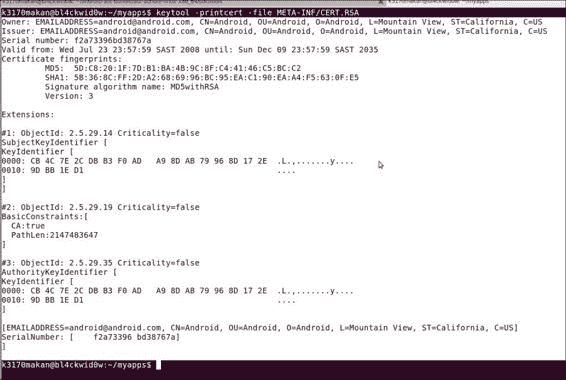 k3170makan@bl4ckwid0w:~/myapps$ keytool -printcert -file META-INF/CERT.RSA
Owner: EMAILADDRESS=android@android.com, CN=Android, OU=Android, O=Android, L=Mountain View, ST=California, C=US
Issuer: EMAILADDRESS=android@android.com, CN=Android, OU=Android, O=Android, L=Mountain View, ST=California, C=US
Serial number: f2a73396bd38767a
Valid from: Wed Jul 23 23:57:59 SAST 2008 until: Sun Dec 09 23:57:59 SAST 2035
Certificate fingerprints:
MD5: 5D:C8:20:1F:7D:B1:BA:4B:9C:8F:C4:41:46:C5:BC:C2
SHA1: 5B:36:8C:FF:2D:A2:68:69:96:BC:95:EA:C1:90:EA:A4:F5:63:0F:E5
Signature algorithm name: MD5withRSA
Version: 3
Extensions:
#1: ObjectId: 2.5.29.14 Criticality=false
SubjectKeyIdentifier [
KeyIdentifier [
0000: CB 4C 7E 2C DB B3 F0 AD   A9 8D AB 79 96 8D 17 2E  .L.,.......y....
0010: 9D BB 1E D1                                        ....
]
]
#2: ObjectId: 2.5.29.19 Criticality=false
BasicConstraints:[
CA:true
PathLen:2147483647
]
#3: ObjectId: 2.5.29.35 Criticality=false
AuthorityKeyIdentifier [
KeyIdentifier [
0000: CB 4C 7E 2C DB B3 F0 AD   A9 8D AB 79 96 8D 17 2E  .L.,.......y....
0010: 9D BB 1E D1                                        ....
]
[EMAILADDRESS=android@android.com, CN=Android, OU=Android, O=Android, L=Mountain View, ST=California, C=US]
SerialNumber: [    f2a73396 bd38767a]
]
k3170makan@bl4ckwid0w:~/myapps$